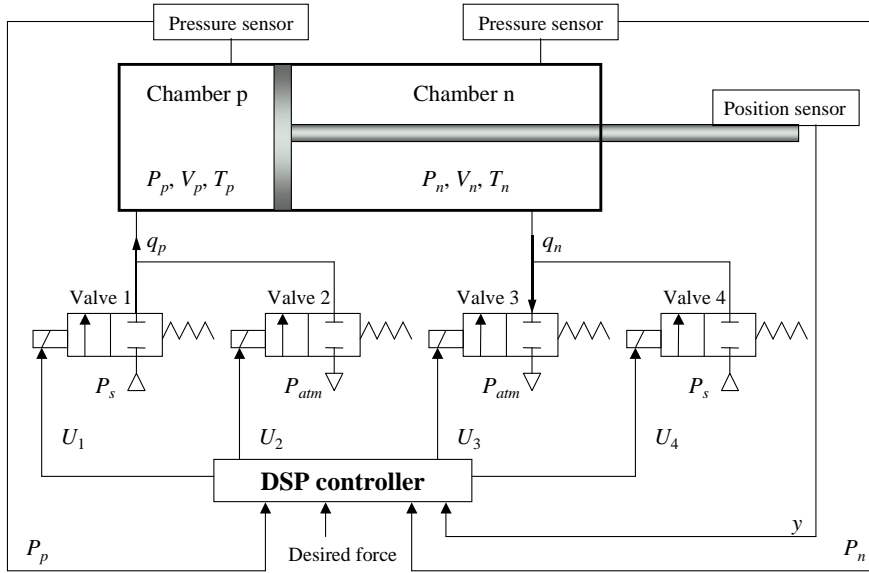 Pressure sensor
Pressure sensor
Chamber p
Chamber n
Position sensor
P_p, V_p, T_p
P_n, V_n, T_n
q_p
q_n
Valve 1
Valve 2
Valve 3
Valve 4
P_s
P_atm
P_atm
P_s
U_1
U_2
U_3
U_4
DSP controller
y
P_p
Desired force
P_n